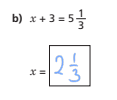 b) x + 3 = 5 1/3
x = 2 1/3